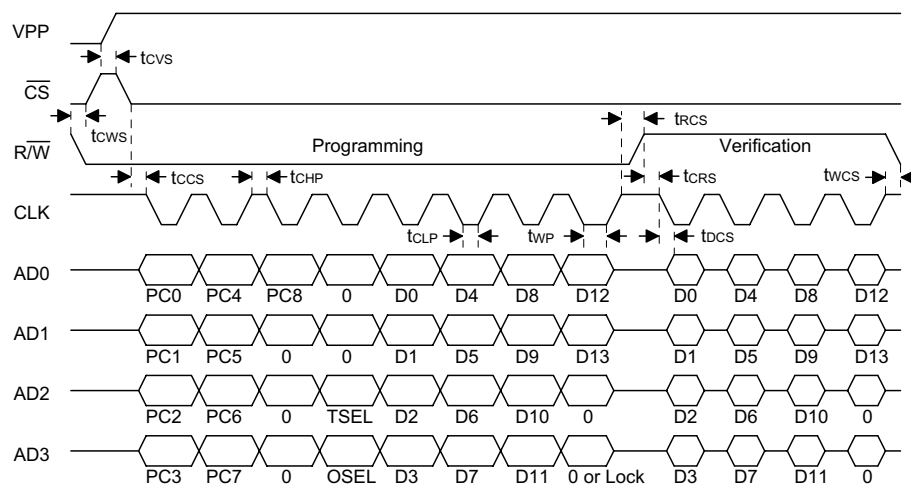 VPP
tCVS
CS
tCWS
tRCS
R/W Programming Verification
tCCS tCHP tCRS tWCS
CLK
tCLP tWP tDCS
AD0
PC0 PC4 PC8 0 D0 D4 D8 D12 D0 D4 D8 D12
AD1
PC1 PC5 0 0 D1 D5 D9 D13 D1 D5 D9 D13
AD2
PC2 PC6 0 TSEL D2 D6 D10 0 D2 D6 D10 0
AD3
PC3 PC7 0 OSEL D3 D7 D11 0 or Lock D3 D7 D11 0